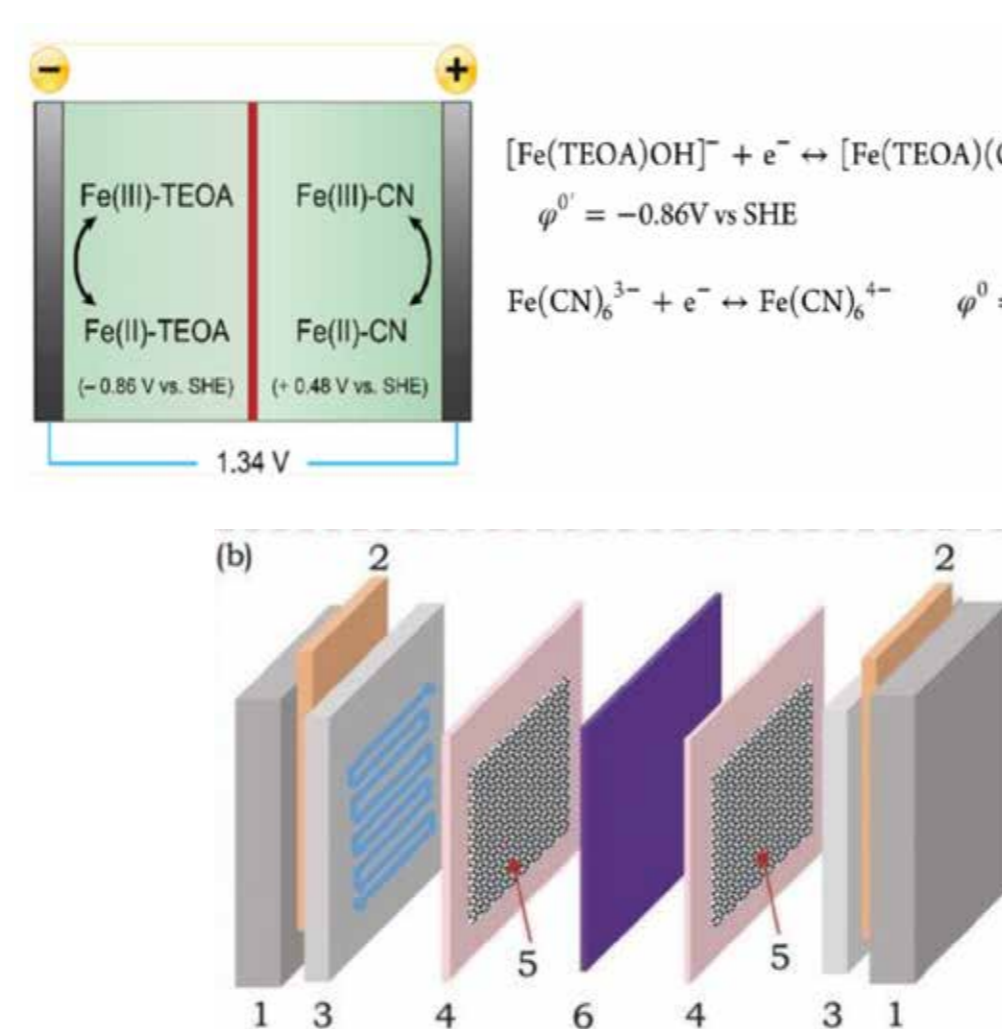 − +
[Fe(TEOA)OH]⁻ + e⁻ ↔ [Fe(TEOA)(
Fe(III)-TEOA Fe(III)-CN
φ⁰′ = −0.86V vs SHE
Fe(CN)₆³⁻ + e⁻ ↔ Fe(CN)₆⁴⁻ φ⁰ =
Fe(II)-TEOA Fe(II)-CN
(− 0.86 V vs. SHE) (+ 0.48 V vs. SHE)
1.34 V
(b)
2 2
5 5
1 3 4 6 4 3 1